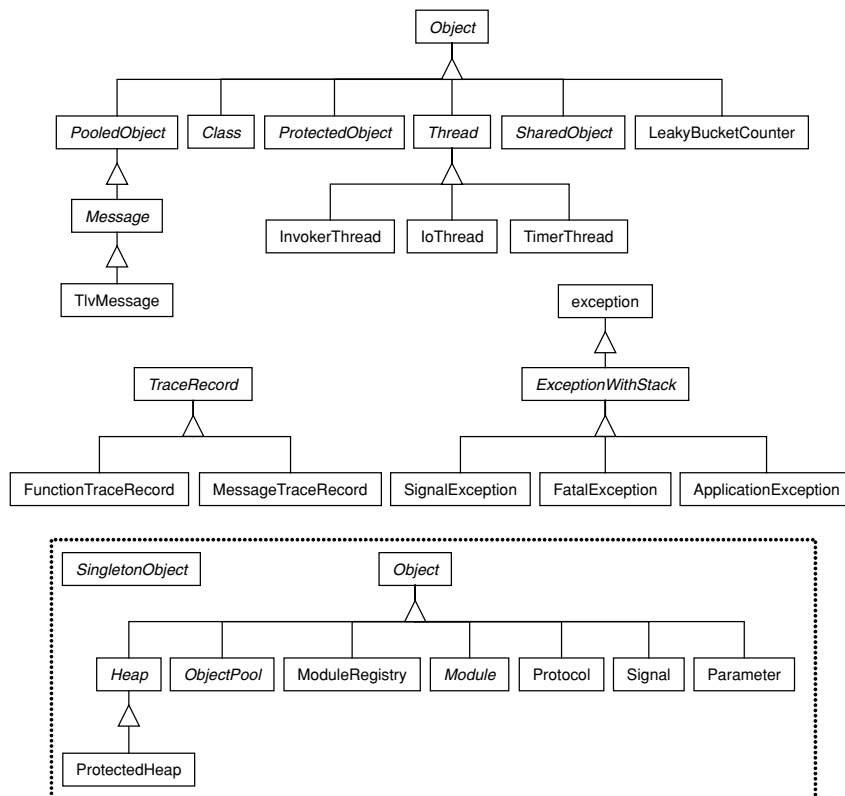 Object
PooledObject
Class
ProtectedObject
Thread
SharedObject
LeakyBucketCounter
Message
InvokerThread
IoThread
TimerThread
TlvMessage
exception
TraceRecord
ExceptionWithStack
FunctionTraceRecord
MessageTraceRecord
SignalException
FatalException
ApplicationException
SingletonObject
Object
Heap
ObjectPool
ModuleRegistry
Module
Protocol
Signal
Parameter
ProtectedHeap